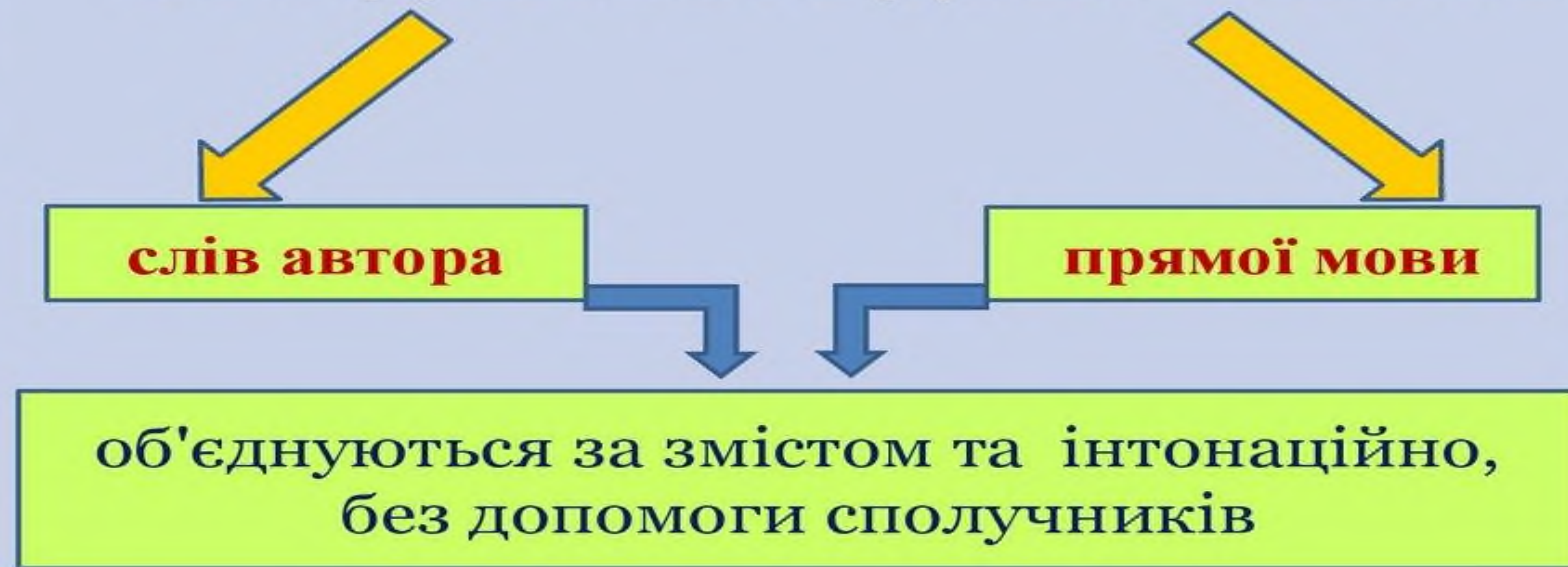 слів автора
прямої мови
об'єднуються за змістом та інтонаційно,
без допомоги сполучників